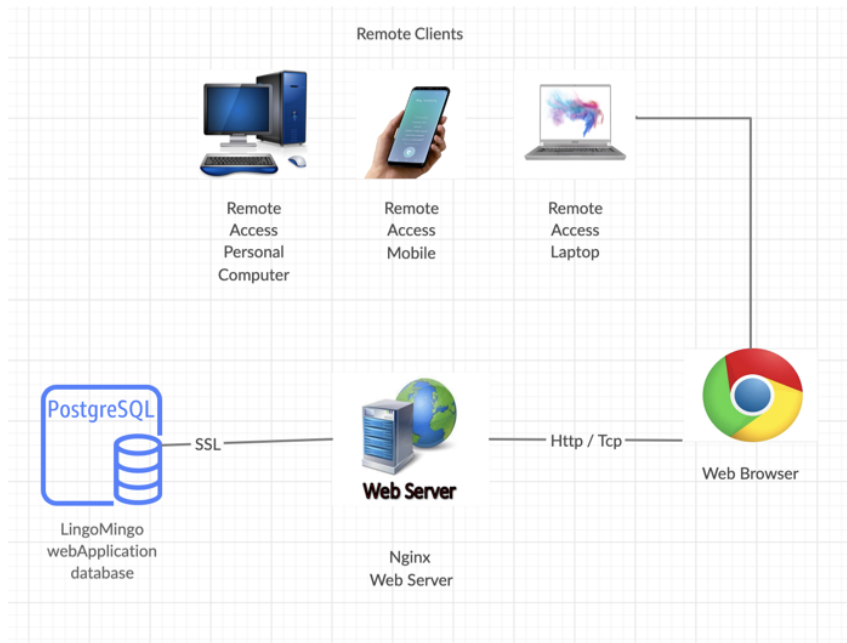 Remote Clients
Remote
Access
Personal
Computer
Remote
Access
Mobile
Remote
Access
Laptop
PostgreSQL
SSL
Web Server
Http / Tcp
Web Browser
LingoMingo
webApplication
database
Nginx
Web Server